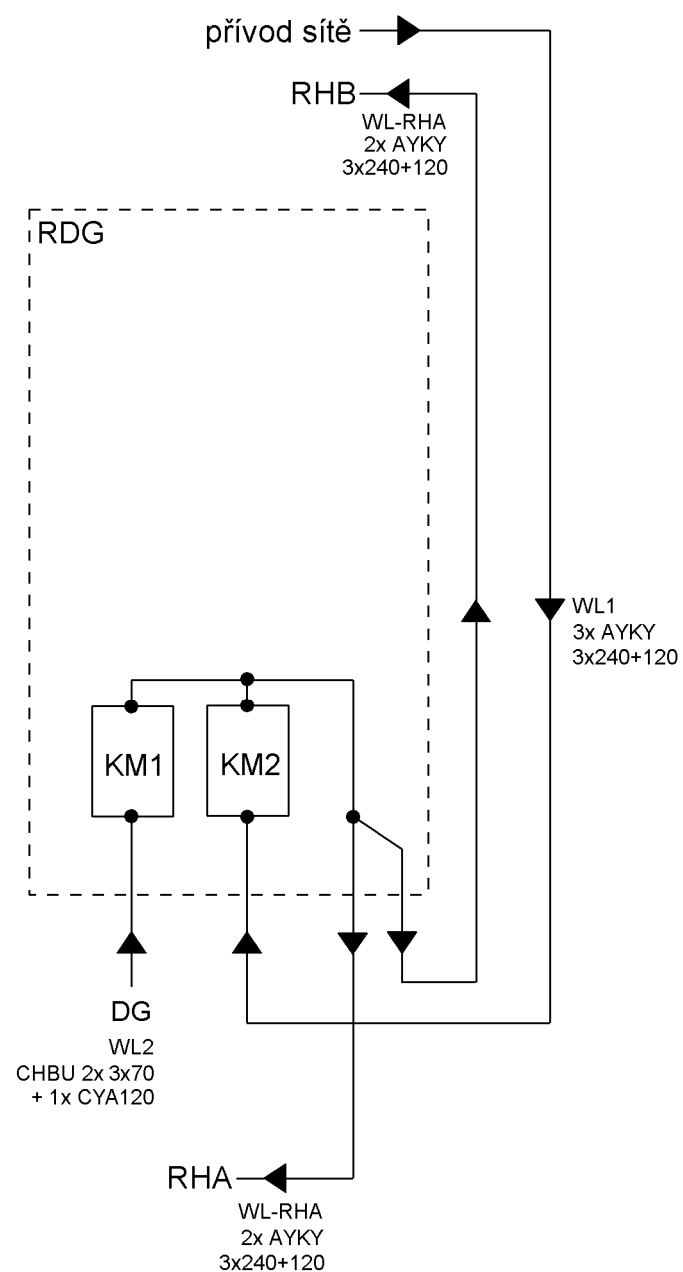 přívod sítě
RHB
WL-RHA
2x AYKY
3x240+120
RDG
WL1
3x AYKY
3x240+120
KM1
KM2
DG
WL2
CHBU 2x 3x70
+ 1x CYA120
RHA
WL-RHA
2x AYKY
3x240+120